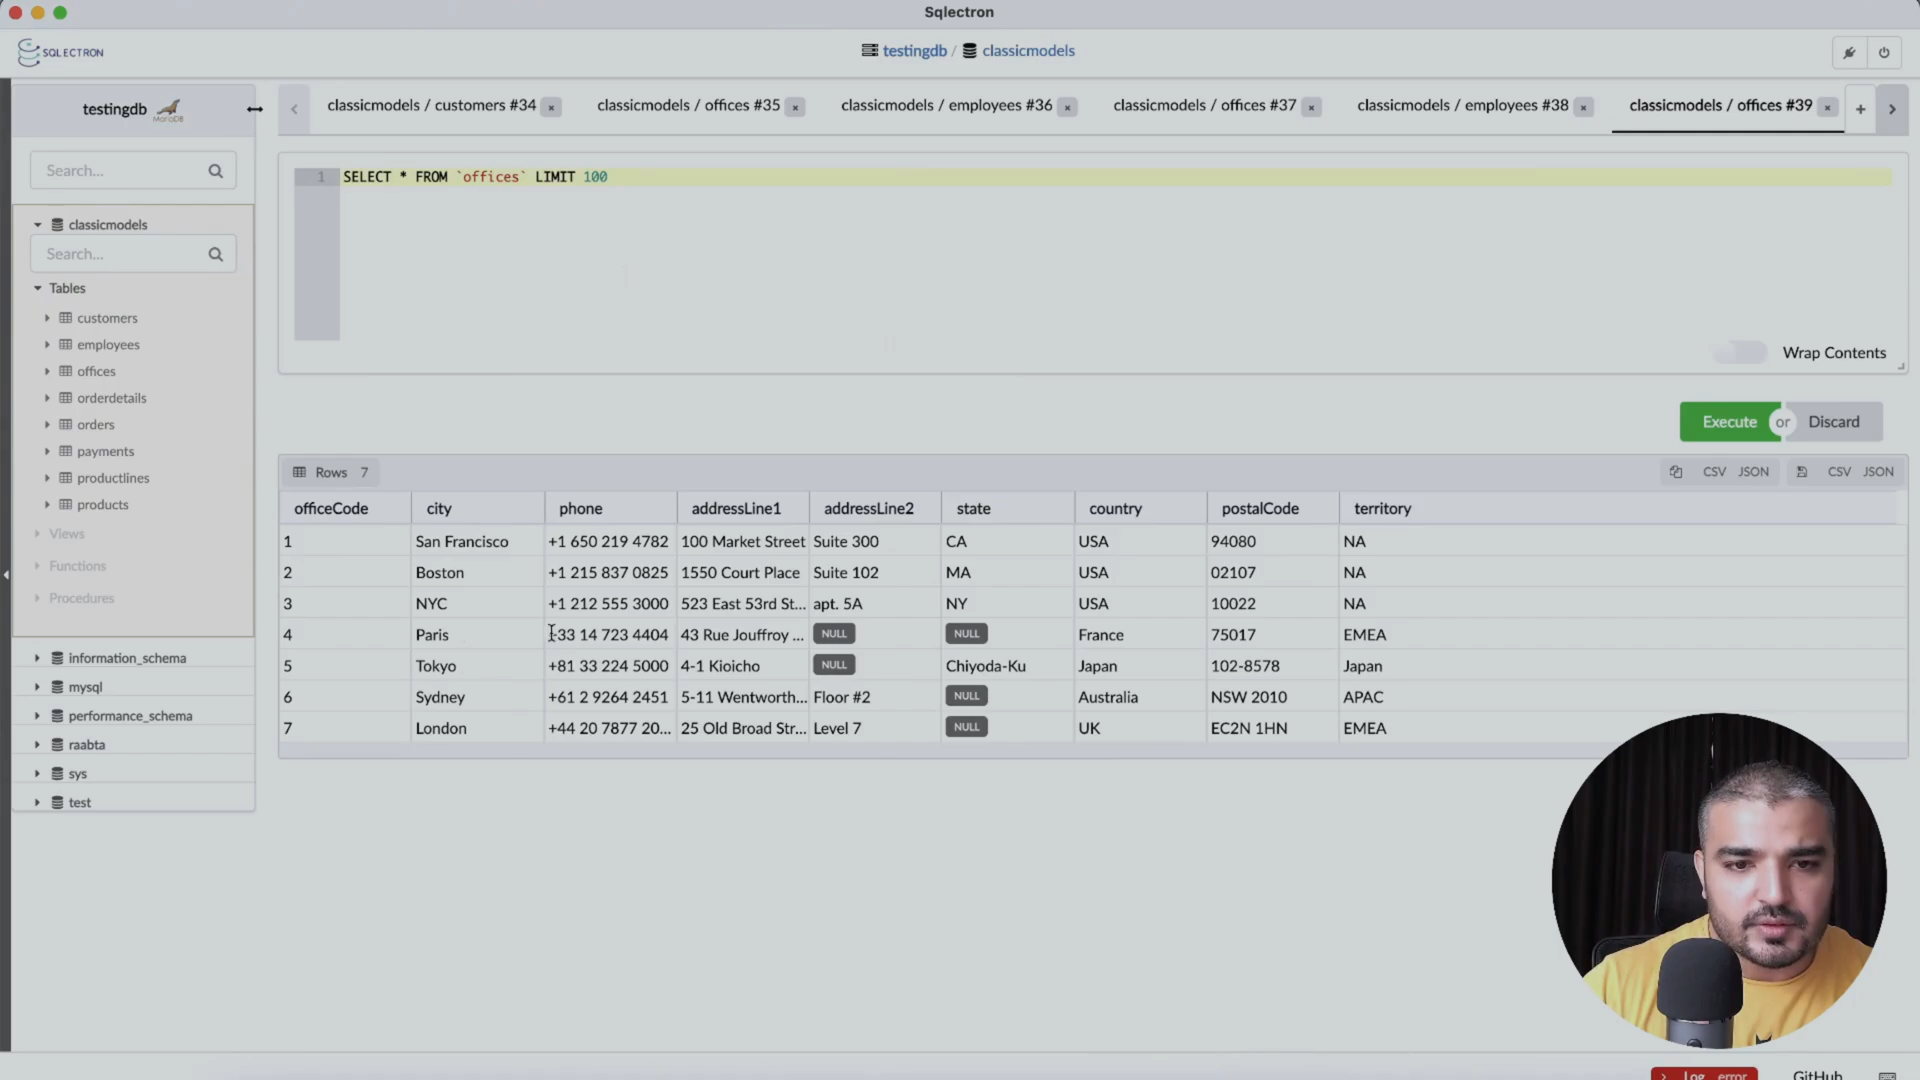 Sqlectron
SQLECTRON
testingdb / classicmodels
testingdb
MariaDB
classicmodels / customers #34 ×
classicmodels / offices #35 ×
classicmodels / employees #36 ×
classicmodels / offices #37 ×
classicmodels / employees #38 ×
classicmodels / offices #39 ×
+
Search...
classicmodels
Search...
Tables
customers
employees
offices
orderdetails
orders
payments
productlines
products
Views
Functions
Procedures
information_schema
mysql
performance_schema
raabta
sys
test
1 SELECT * FROM `offices` LIMIT 100
Wrap Contents
Execute or Discard
Rows 7 CSV JSON CSV JSON
officeCode city phone addressLine1 addressLine2 state country postalCode territory
1 San Francisco +1 650 219 4782 100 Market Street Suite 300 CA USA 94080 NA
2 Boston +1 215 837 0825 1550 Court Place Suite 102 MA USA 02107 NA
3 NYC +1 212 555 3000 523 East 53rd St... apt. 5A NY USA 10022 NA
4 Paris +33 14 723 4404 43 Rue Jouffroy ... NULL NULL France 75017 EMEA
5 Tokyo +81 33 224 5000 4-1 Kioicho NULL Chiyoda-Ku Japan 102-8578 Japan
6 Sydney +61 2 9264 2451 5-11 Wentworth... Floor #2 NULL Australia NSW 2010 APAC
7 London +44 20 7877 20... 25 Old Broad Str... Level 7 NULL UK EC2N 1HN EMEA
Log error
GitHub